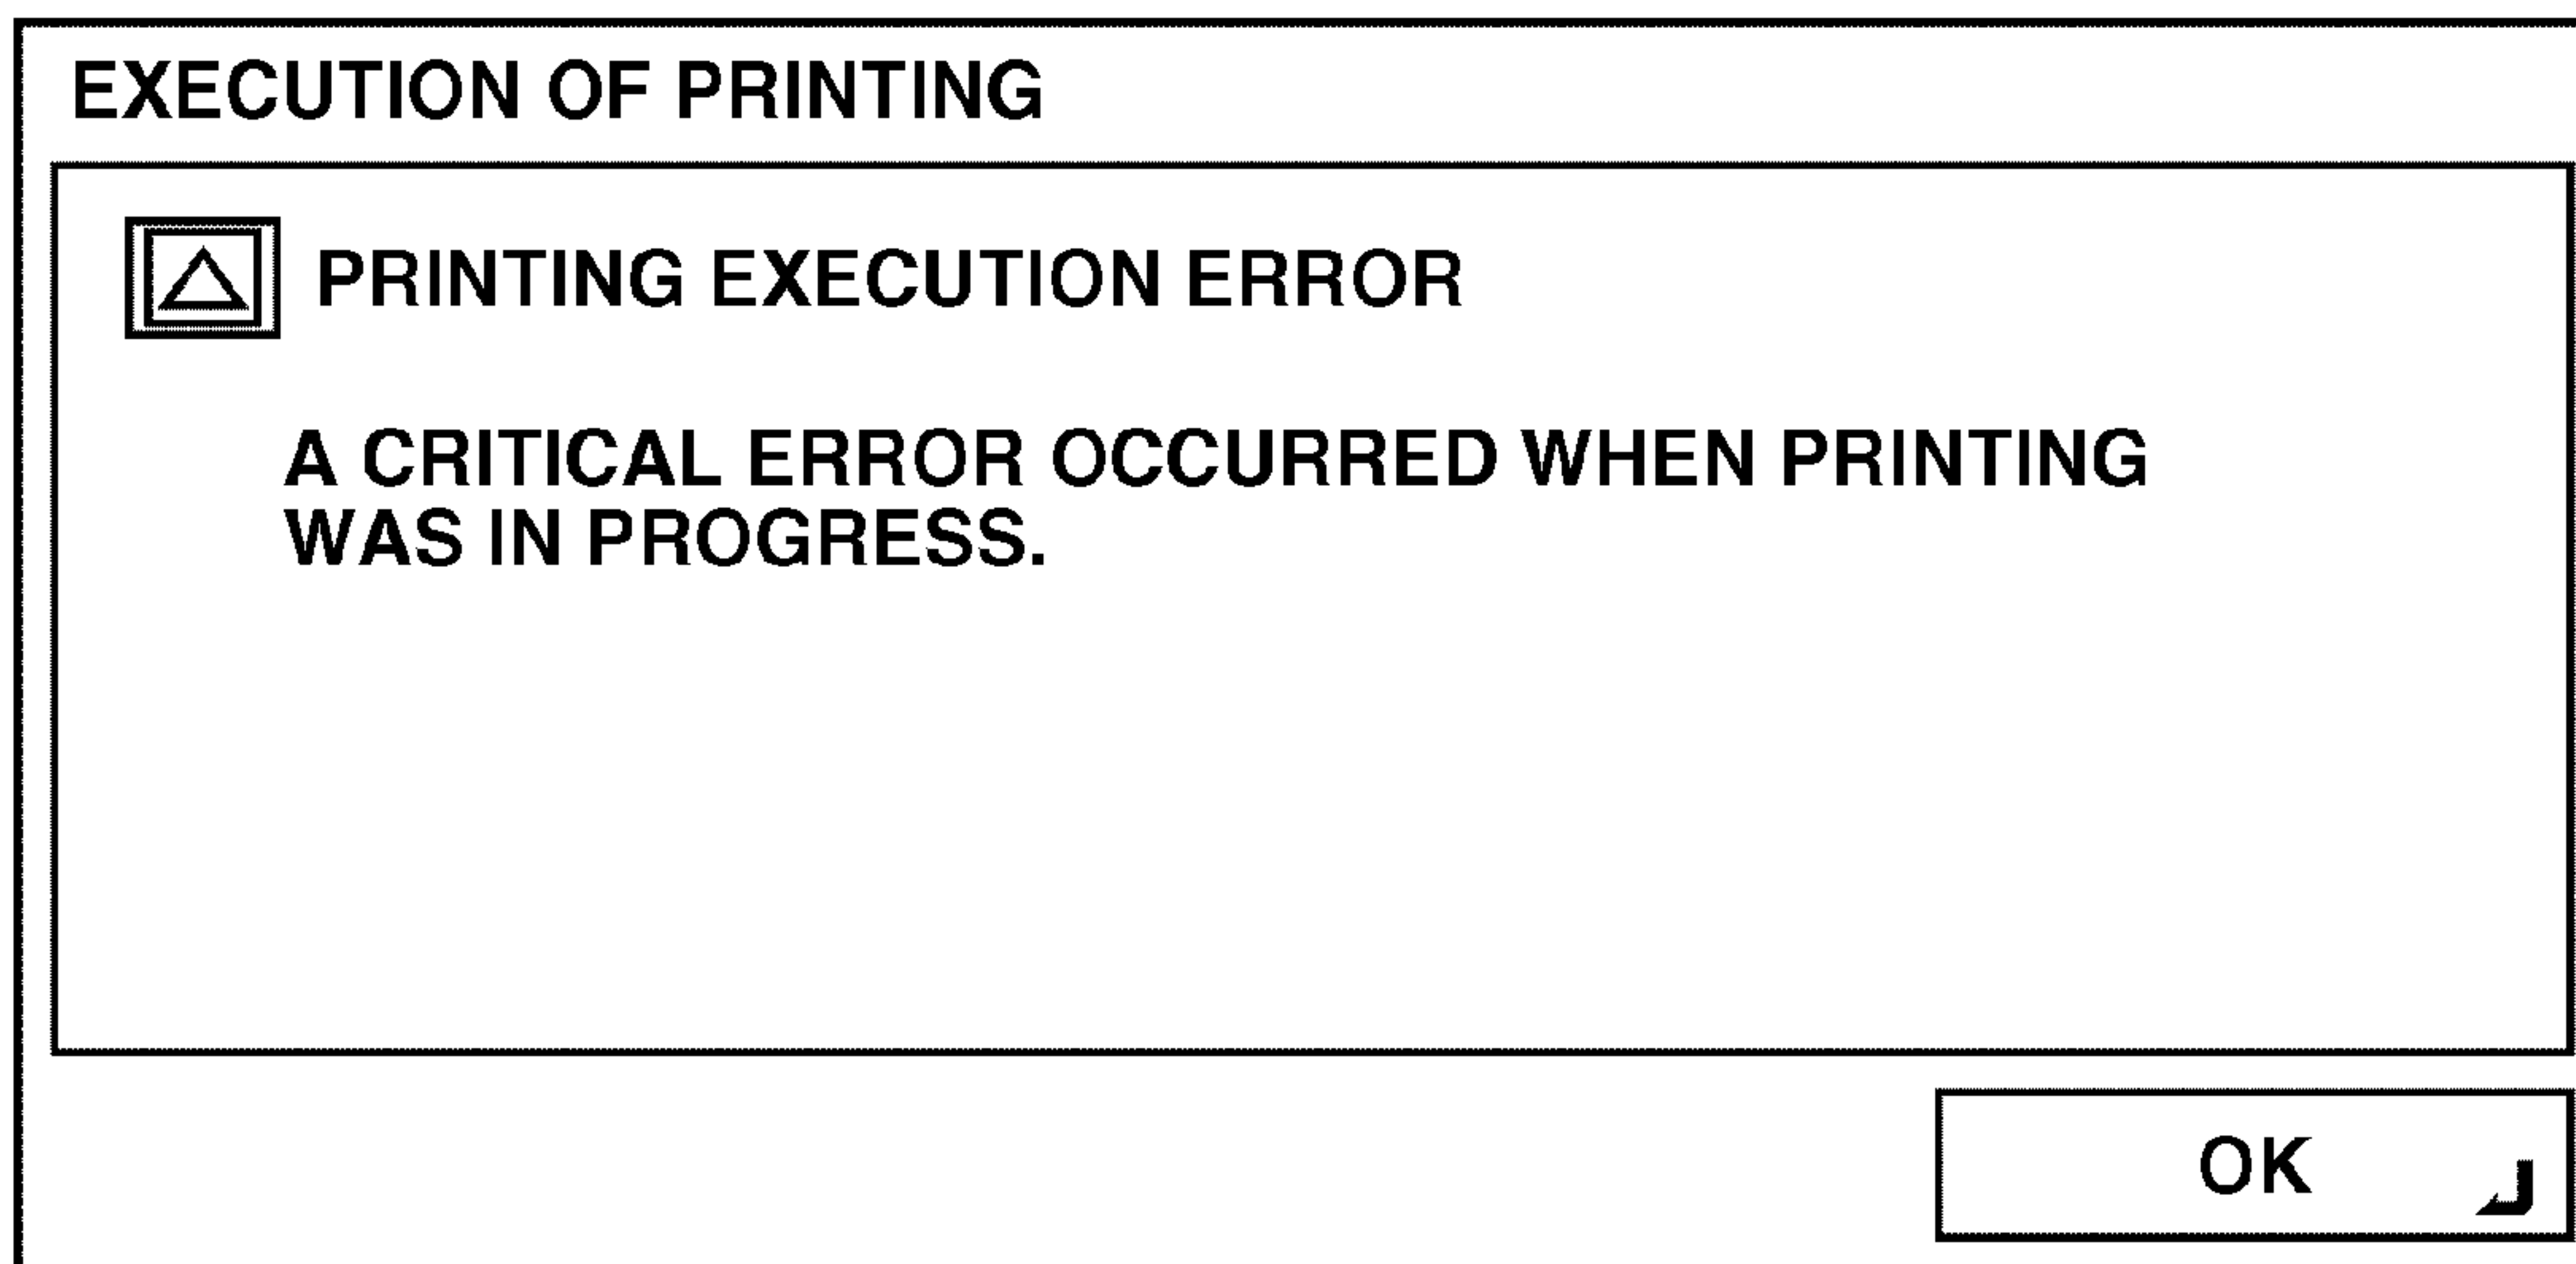 EXECUTION OF PRINTING
PRINTING EXECUTION ERROR
A CRITICAL ERROR OCCURRED WHEN PRINTING
WAS IN PROGRESS.
OK